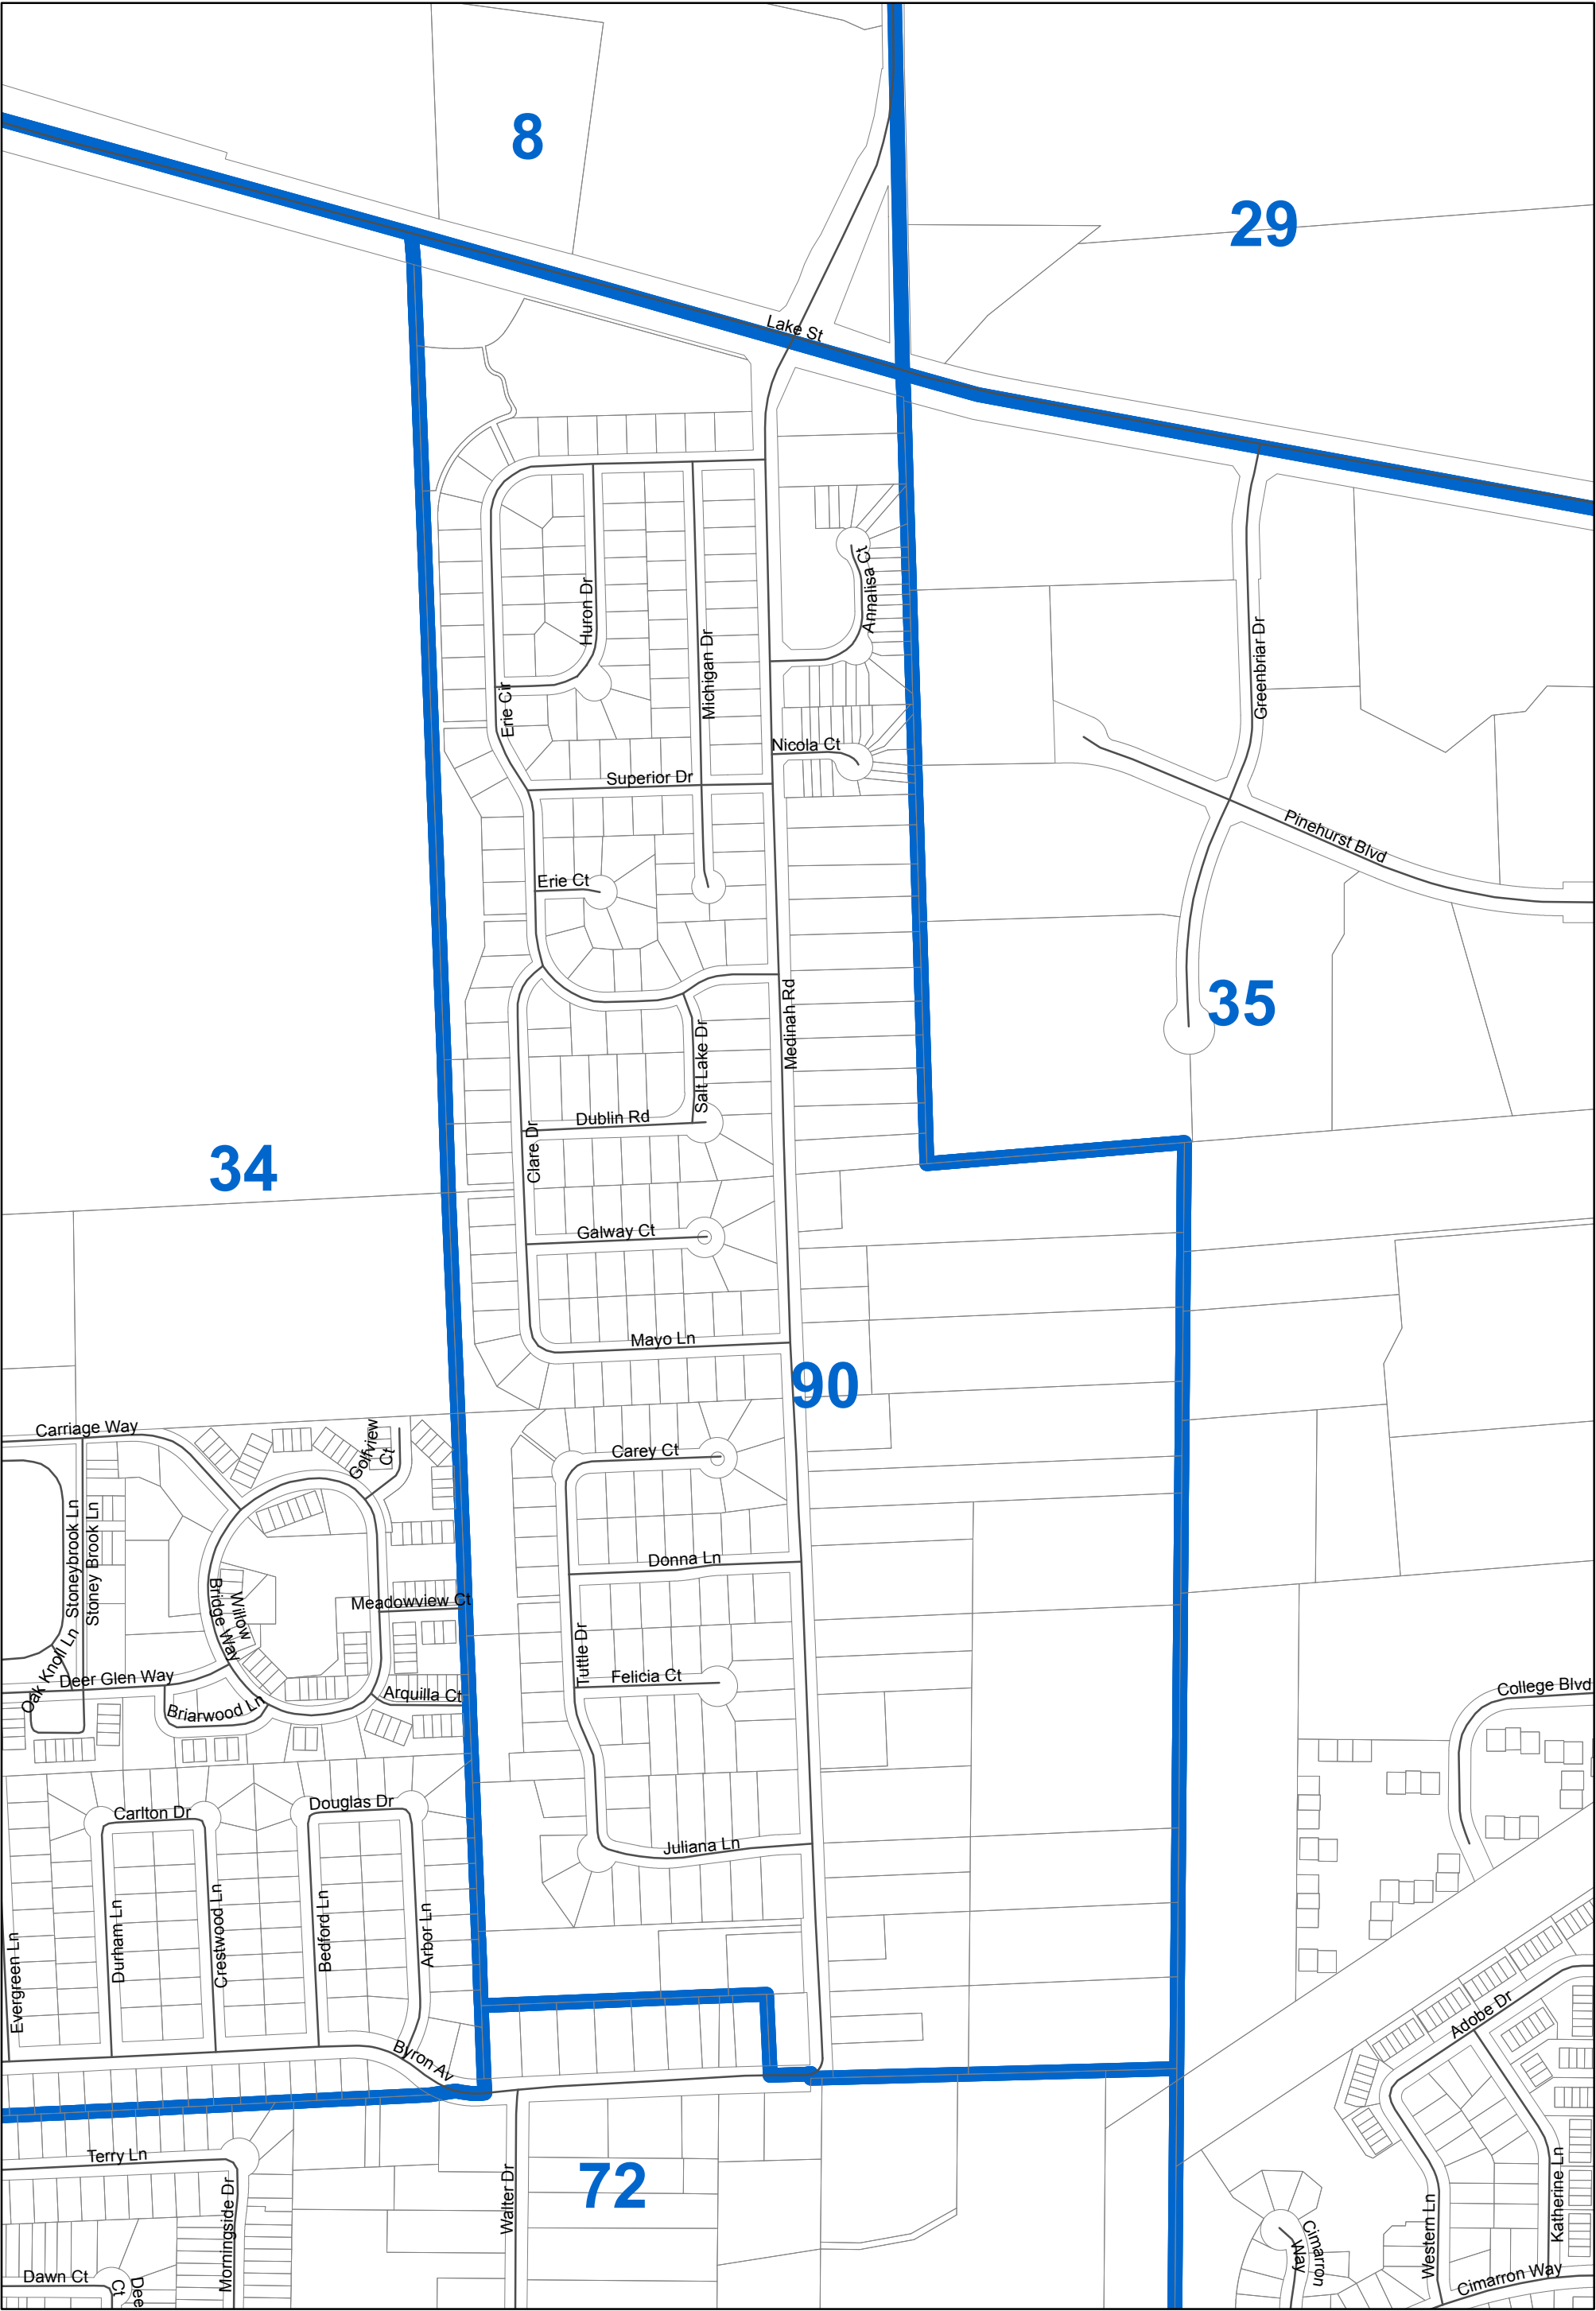 8
29
Lake St
Annalisa Ct
Huron Dr
Michigan Dr
Greenbriar Dr
Erie Cir
Nicola Ct
Superior Dr
Pinehurst Blvd
Erie Ct
35
Medinah Rd
Salt Lake Dr
Dublin Rd
Clare Dr
34
Galway Ct
Mayo Ln
90
Carriage Way
Golfview
Ct
Carey Ct
Stoneybrook Ln
Stoney Brook Ln
Donna Ln
Willow
Bridge Way
Meadowview Ct
Tuttle Dr
Oak Knoll Ln
Deer Glen Way
Felicia Ct
Arquilla Ct
Briarwood Ln
College Blvd
Carlton Dr
Douglas Dr
Juliana Ln
Evergreen Ln
Durham Ln
Crestwood Ln
Bedford Ln
Arbor Ln
Adobe Dr
Byron Av
Terry Ln
72
Walter Dr
Morningside Dr
Katherine Ln
Western Ln
Cimarron
Way
Dawn Ct
Dee
Ct
Cimarron Way